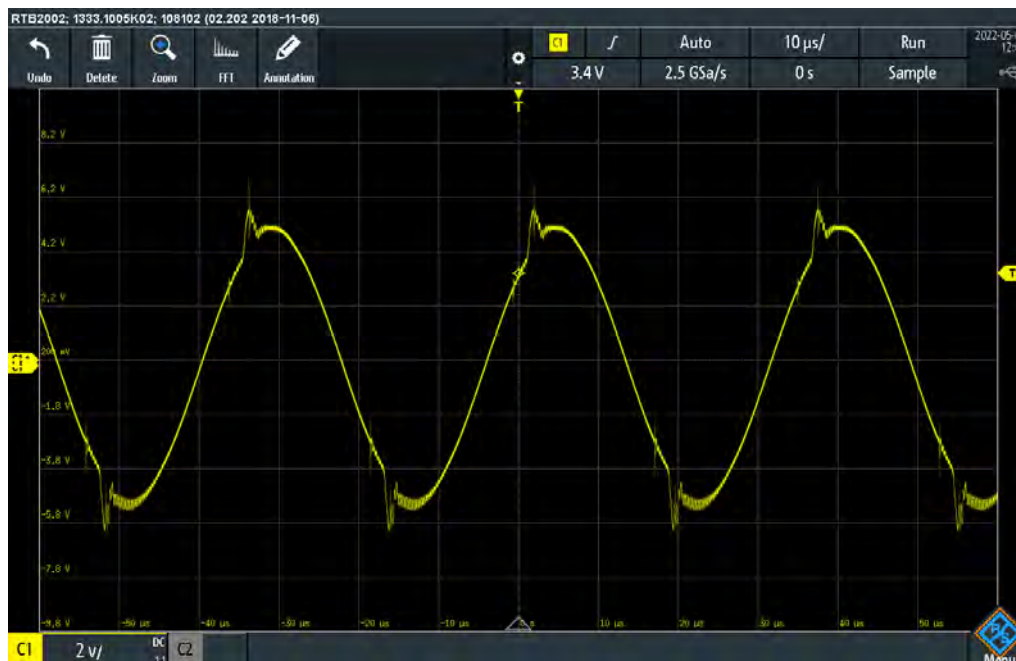 RTB2002; 1333.1005K02; 108102 (02.202 2018-11-06)
Undo Delete Zoom FFT Annotation
C1 Auto 10 µs/ Run
3.4 V 2.5 GSa/s 0 s Sample
T
8.2 V
6.2 V
4.2 V
T
2.2 V
200 mV
C1
-1.8 V
-3.8 V
-5.8 V
-7.8 V
-9.8 V -50 µs -40 µs -30 µs -20 µs -10 µs 0 s 10 µs 20 µs 30 µs 40 µs 50 µs
C1 2 V/ DC C2
R&S